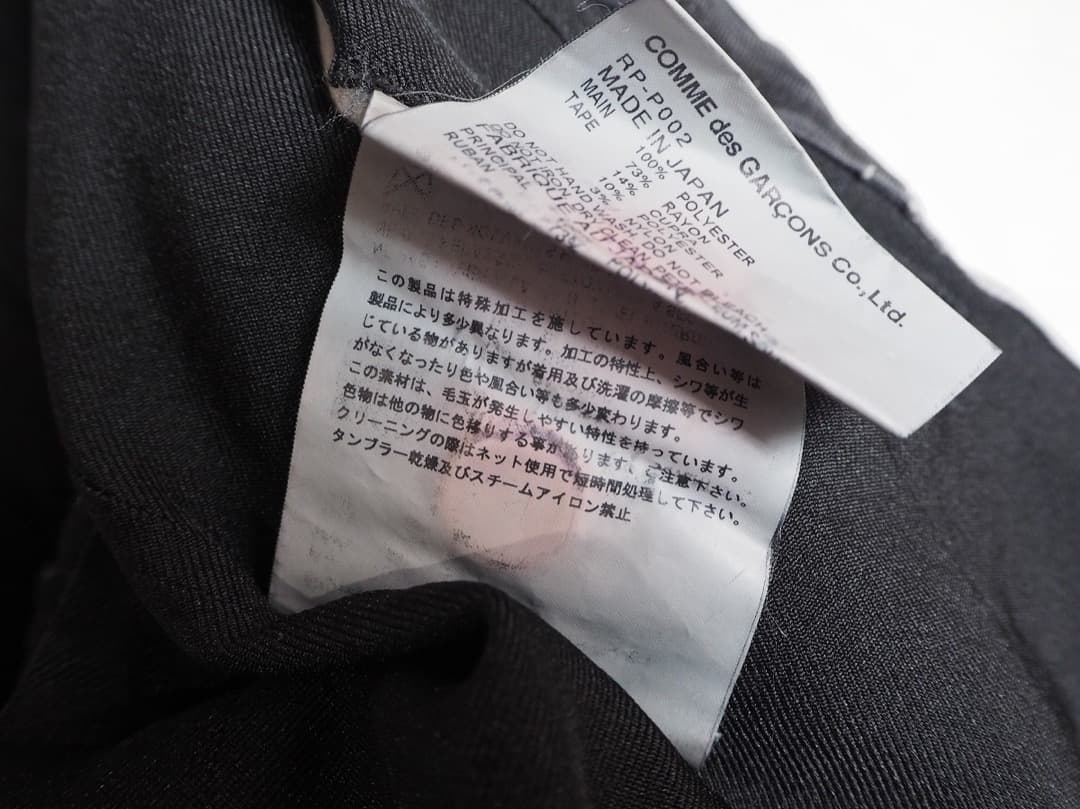 COMME des GARÇONS CO., Ltd.
RP-P002
MADE IN JAPAN
MAIN 100% POLYESTER
TAPE 73% RAYON
14% CUPRA
10% POLYESTER
3% NYLON
DO NOT HAND WASH DO NOT BLEACH
DO NOT IRON DRY CLEAN
FABRIQUE A
PRINCIPAL
RUBAN
この製品は特殊加工を施しています。風合い等は
製品により多少異なります。加工の特性上、シワ等が生
じている物がありますが着用及び洗濯の摩擦等でシワ
がなくなったり色や風合い等も多少変わります。
この素材は、毛玉が発生しやすい特性を持っています。
色物は他の物に色移りする事があります、ご注意下さい。
クリーニングの際はネット使用で短時間処理して下さい。
タンブラー乾燥及びスチームアイロン禁止